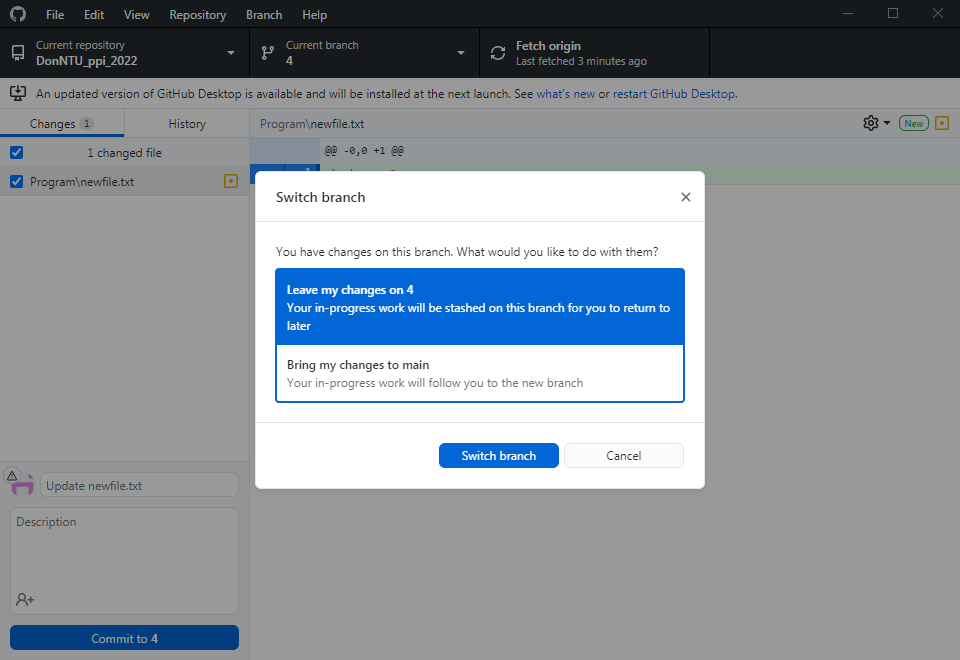 File Edit View Repository Branch Help
Current repository
DonNTU_ppi_2022
Current branch
4
Fetch origin
Last fetched 3 minutes ago
An updated version of GitHub Desktop is available and will be installed at the next launch. See what's new or restart GitHub Desktop.
Changes 1 History
Program\newfile.txt
New
1 changed file
@@ -0,0 +1 @@
Program\newfile.txt
Switch branch
You have changes on this branch. What would you like to do with them?
Leave my changes on 4
Your in-progress work will be stashed on this branch for you to return to
later
Bring my changes to main
Your in-progress work will follow you to the new branch
Switch branch Cancel
Update newfile.txt
Description
Commit to 4